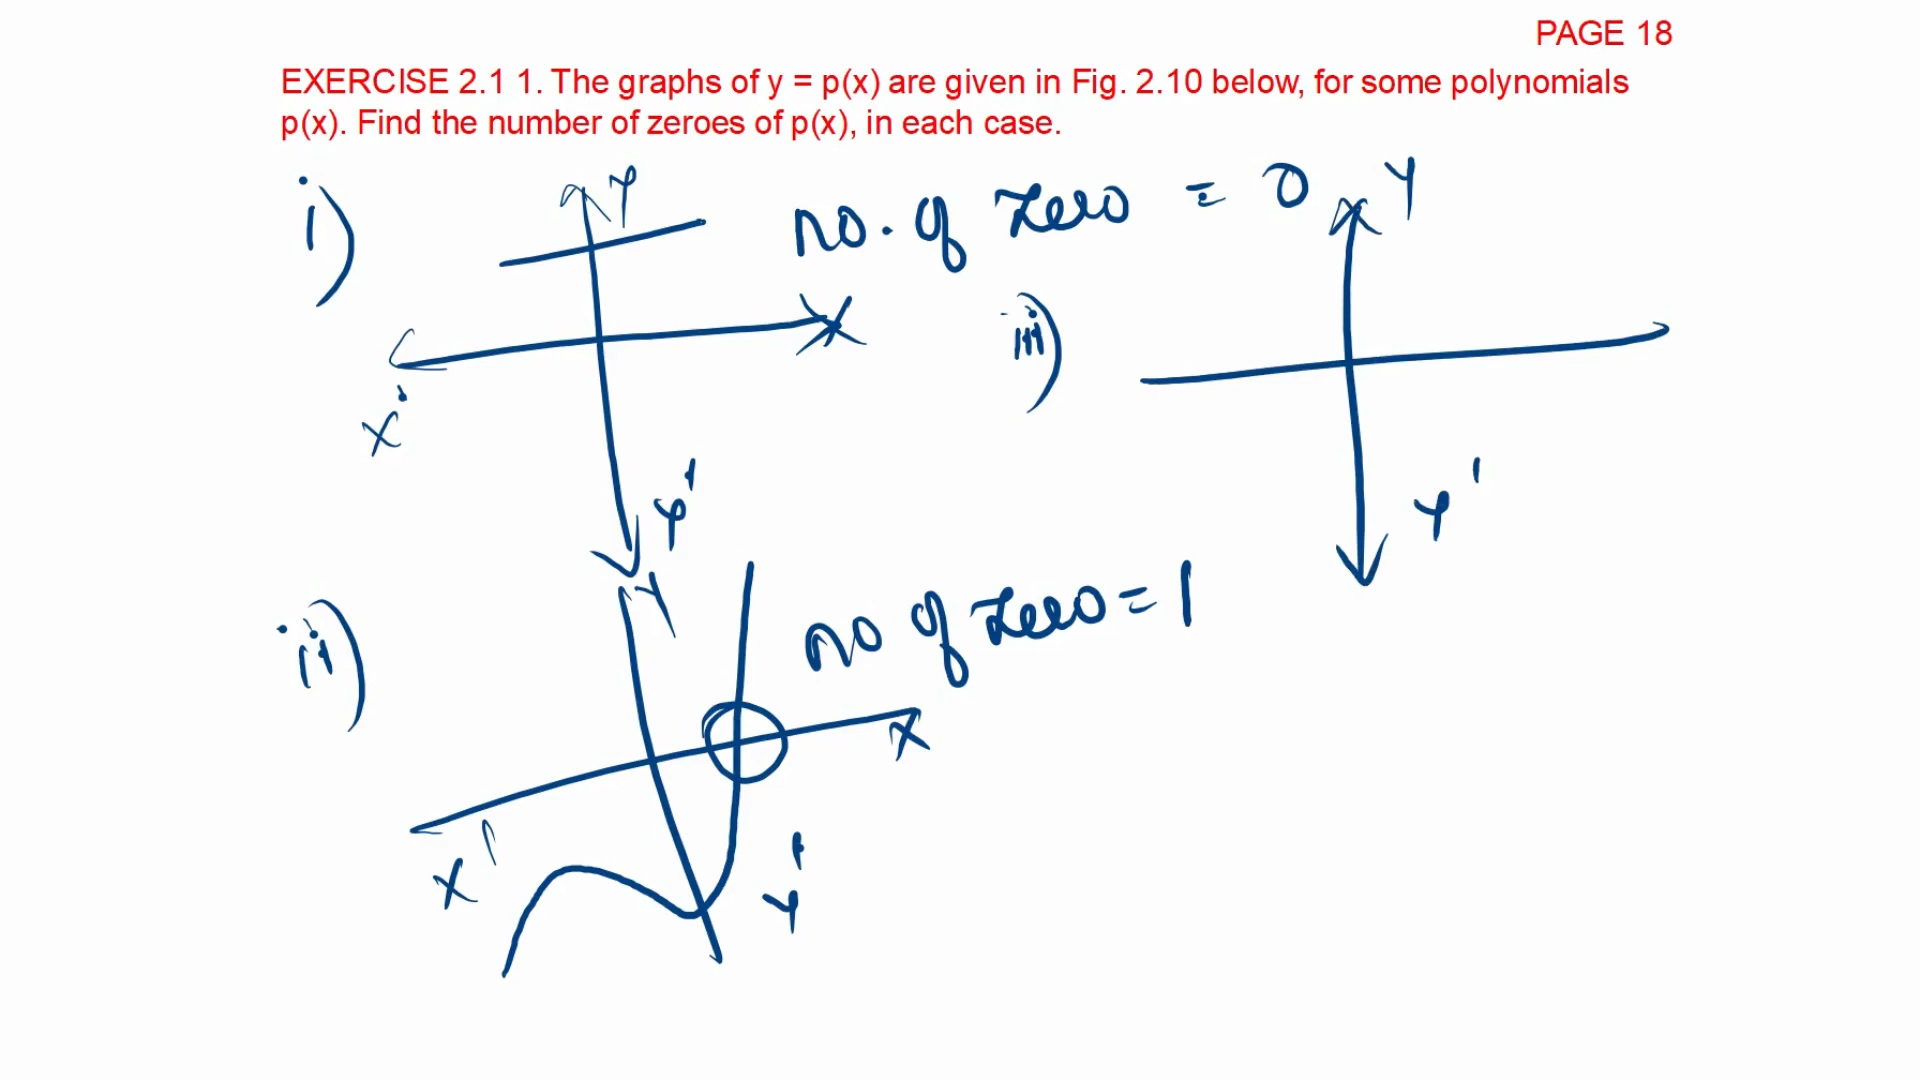 PAGE 18
EXERCISE 2.1 1. The graphs of y = p(x) are given in Fig. 2.10 below, for some polynomials
p(x). Find the number of zeroes of p(x), in each case.
i)
Y
no. of zero = 0
Y
X
iii)
X'
Y'
Y'
Y
no of zero = 1
ii)
X
X'
Y'